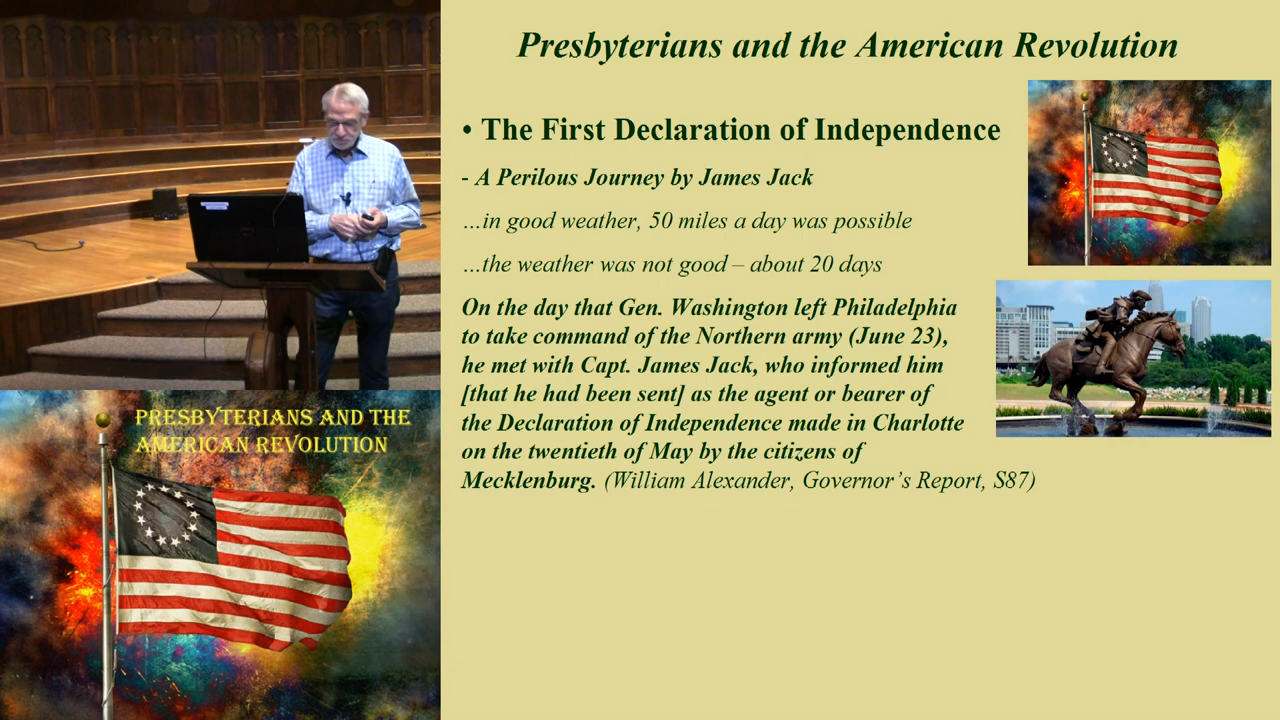 Presbyterians and the American Revolution
• The First Declaration of Independence
- A Perilous Journey by James Jack
…in good weather, 50 miles a day was possible
…the weather was not good – about 20 days
On the day that Gen. Washington left Philadelphia
to take command of the Northern army (June 23),
he met with Capt. James Jack, who informed him
[that he had been sent] as the agent or bearer of
the Declaration of Independence made in Charlotte
on the twentieth of May by the citizens of
Mecklenburg. (William Alexander, Governor’s Report, S87)
PRESBYTERIANS AND THE
AMERICAN REVOLUTION